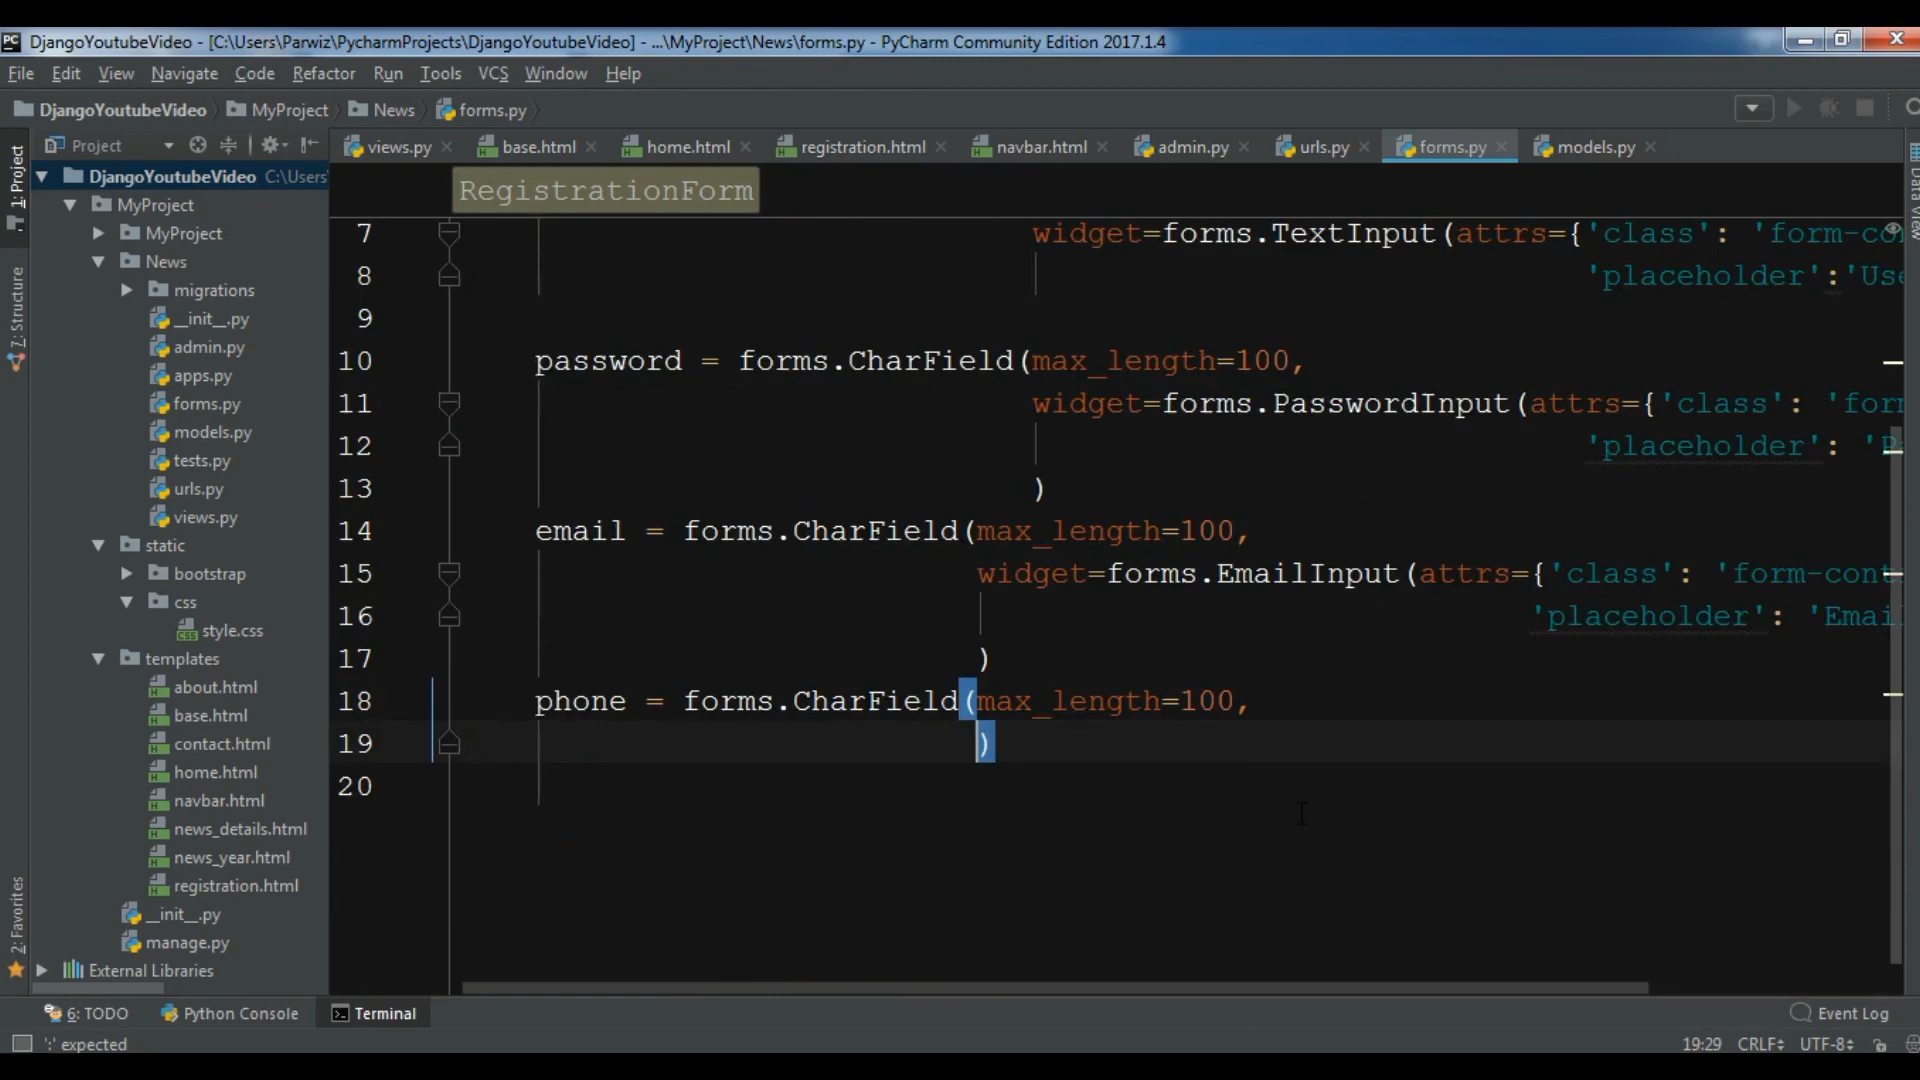 DjangoYoutubeVideo - [C:\Users\Parwiz\PycharmProjects\DjangoYoutubeVideo] - ...\MyProject\News\forms.py - PyCharm Community Edition 2017.1.4
File Edit View Navigate Code Refactor Run Tools VCS Window Help
DjangoYoutubeVideo MyProject News forms.py
Project
views.py base.html home.html registration.html navbar.html admin.py urls.py forms.py models.py
1: Project
7: Structure
2: Favorites
Data View
DjangoYoutubeVideo C:\Users
MyProject
MyProject
News
migrations
__init__.py
admin.py
apps.py
forms.py
models.py
tests.py
urls.py
views.py
static
bootstrap
css
style.css
templates
about.html
base.html
contact.html
home.html
navbar.html
news_details.html
news_year.html
registration.html
__init__.py
manage.py
External Libraries
RegistrationForm
7 widget=forms.TextInput(attrs={'class': 'form-co
8 'placeholder':'Use
9
10 password = forms.CharField(max_length=100,
11 widget=forms.PasswordInput(attrs={'class': 'for
12 'placeholder': 'P
13 )
14 email = forms.CharField(max_length=100,
15 widget=forms.EmailInput(attrs={'class': 'form-cont
16 'placeholder': 'Emai
17 )
18 phone = forms.CharField(max_length=100,
19 )
20
6: TODO Python Console Terminal Event Log
':' expected 19:29 CRLF UTF-8